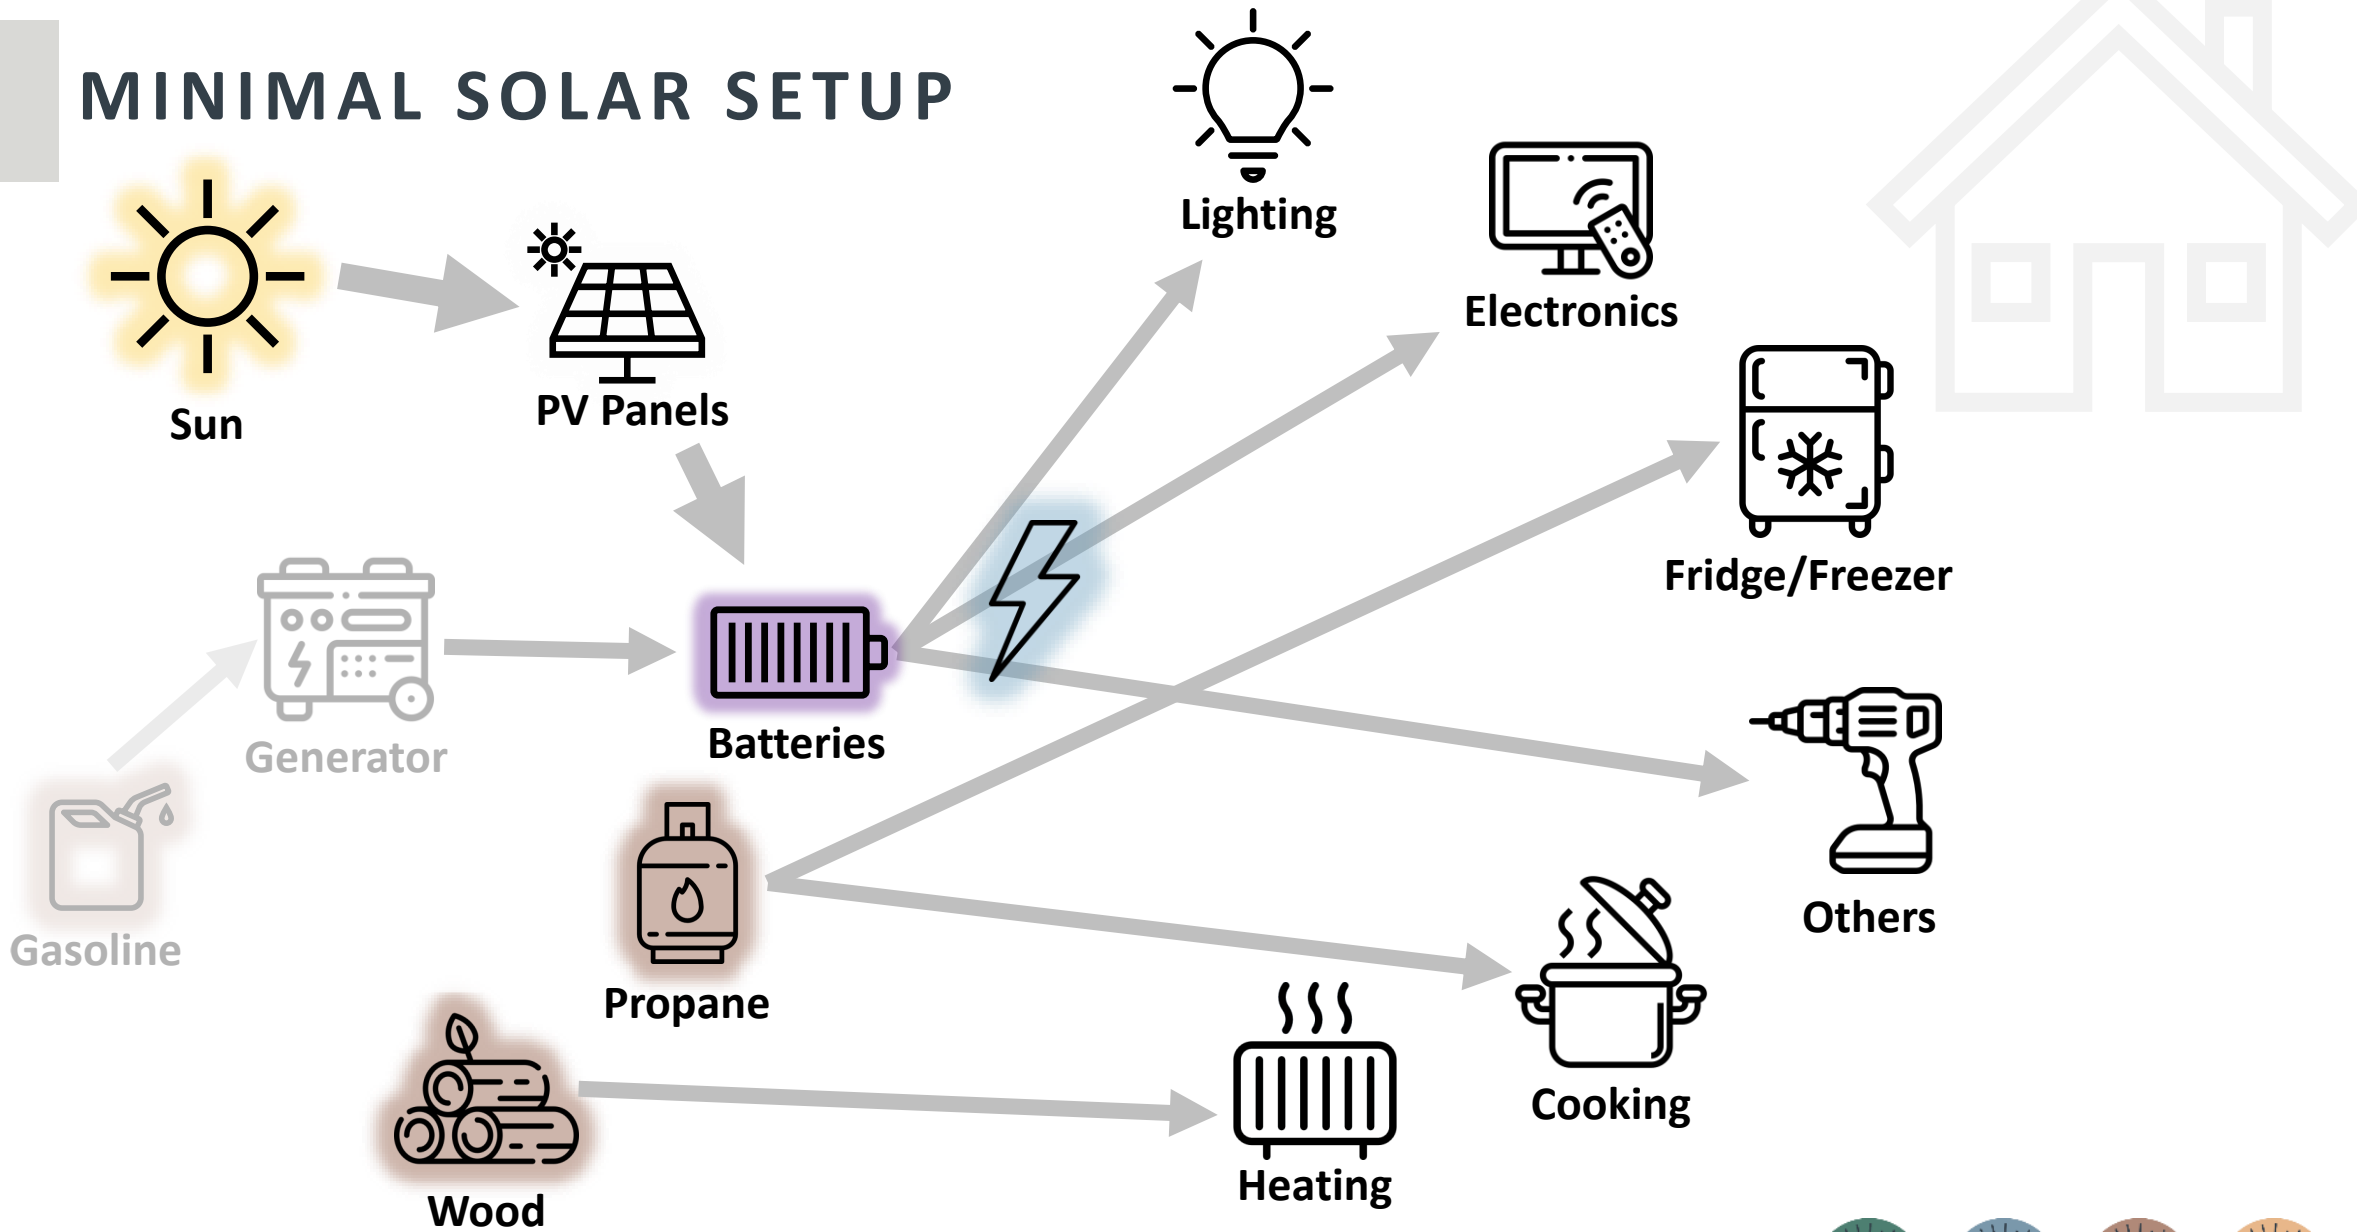 MINIMAL SOLAR SETUP
Lighting
Electronics
Sun
PV Panels
Fridge/Freezer
Generator
Batteries
Others
Gasoline
Propane
Cooking
Heating
Wood